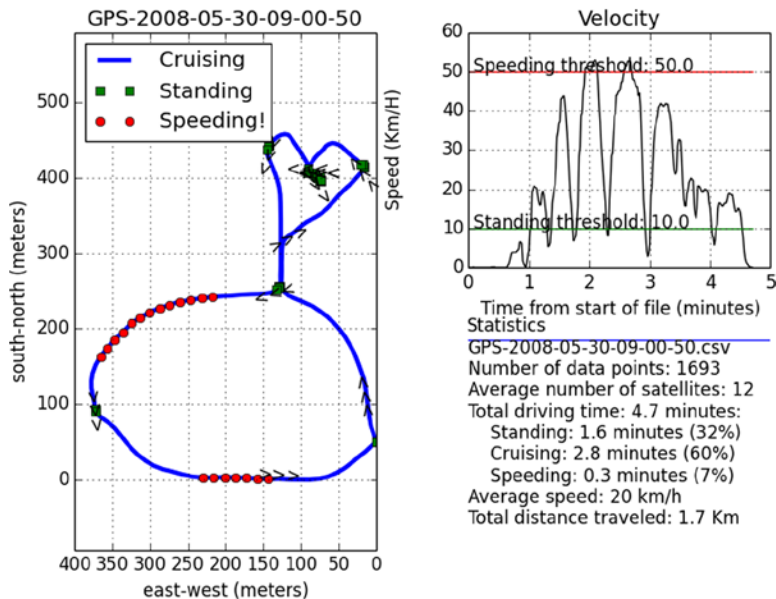 GPS-2008-05-30-09-00-50
Cruising
Standing
Speeding!
500
400
300
200
100
0
south-north (meters)
400 350 300 250 200 150 100 50 0
east-west (meters)
Velocity
60
50
40
30
20
10
0
Speed (Km/H)
Speeding threshold: 50.0
Standing threshold: 10.0
0 1 2 3 4 5
Time from start of file (minutes)
Statistics
GPS-2008-05-30-09-00-50.csv
Number of data points: 1693
Average number of satellites: 12
Total driving time: 4.7 minutes:
Standing: 1.6 minutes (32%)
Cruising: 2.8 minutes (60%)
Speeding: 0.3 minutes (7%)
Average speed: 20 km/h
Total distance traveled: 1.7 Km